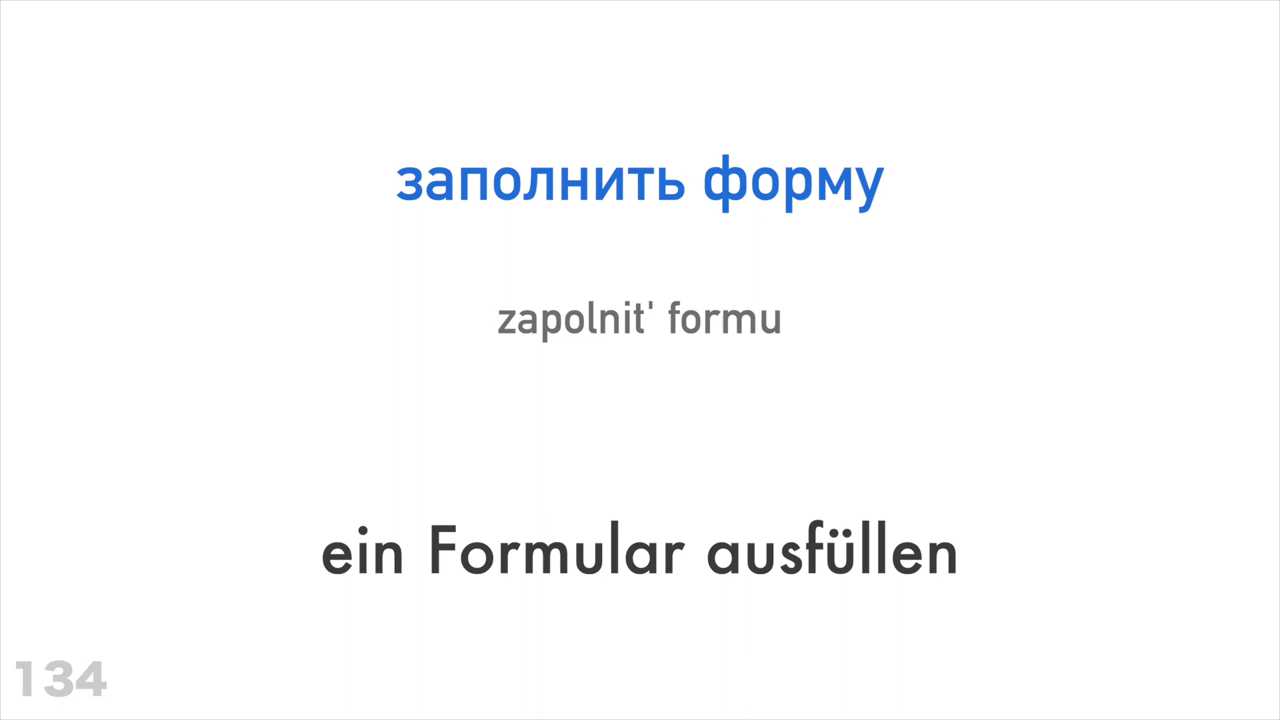 заполнить форму
zapolnit' formu
ein Formular ausfüllen
134